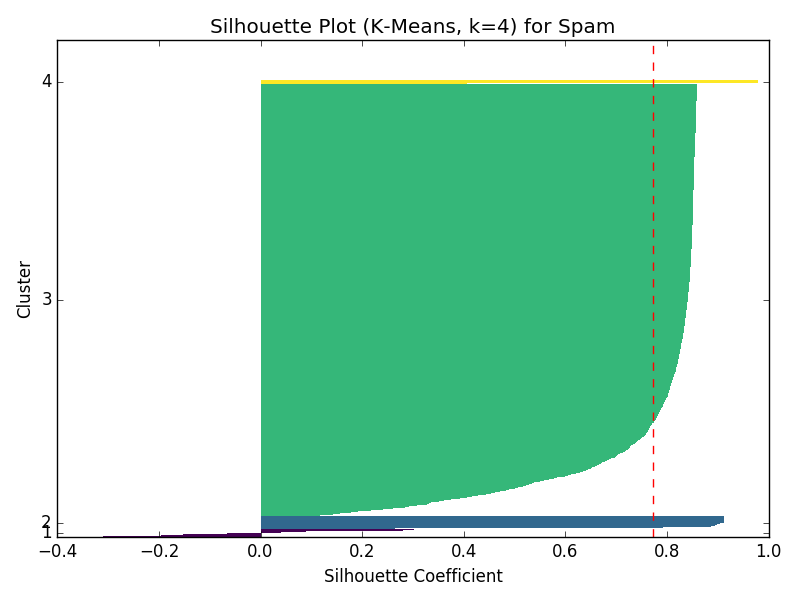 Silhouette Plot (K-Means, k=4) for Spam
4
3
2
1
Cluster
−0.4 −0.2 0.0 0.2 0.4 0.6 0.8 1.0
Silhouette Coefficient